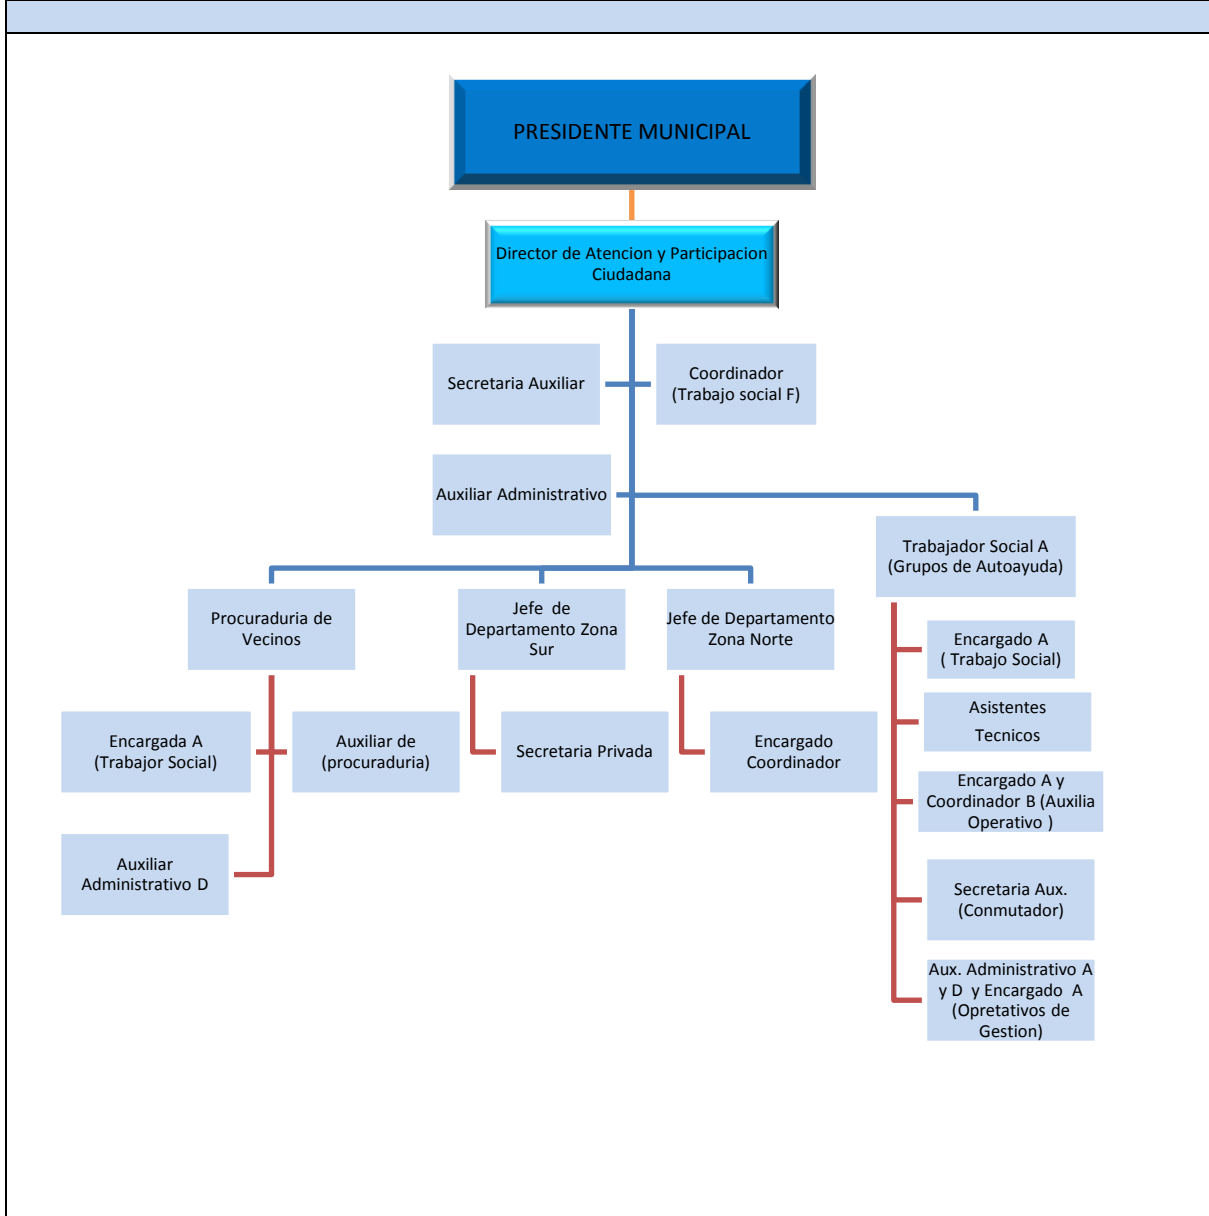 PRESIDENTE MUNICIPAL
Director de Atencion y Participacion
Ciudadana
Secretaria Auxiliar
Coordinador
(Trabajo social F)
Auxiliar Administrativo
Trabajador Social A
(Grupos de Autoayuda)
Procuraduria de
Vecinos
Jefe de
Departamento Zona
Sur
Jefe de Departamento
Zona Norte
Encargado A
( Trabajo Social)
Asistentes
Tecnicos
Encargada A
(Trabajor Social)
Auxiliar de
(procuraduria)
Secretaria Privada
Encargado
Coordinador
Encargado A y
Coordinador B (Auxilia
Operativo )
Auxiliar
Administrativo D
Secretaria Aux.
(Conmutador)
Aux. Administrativo A
y D y Encargado A
(Opretativos de
Gestion)